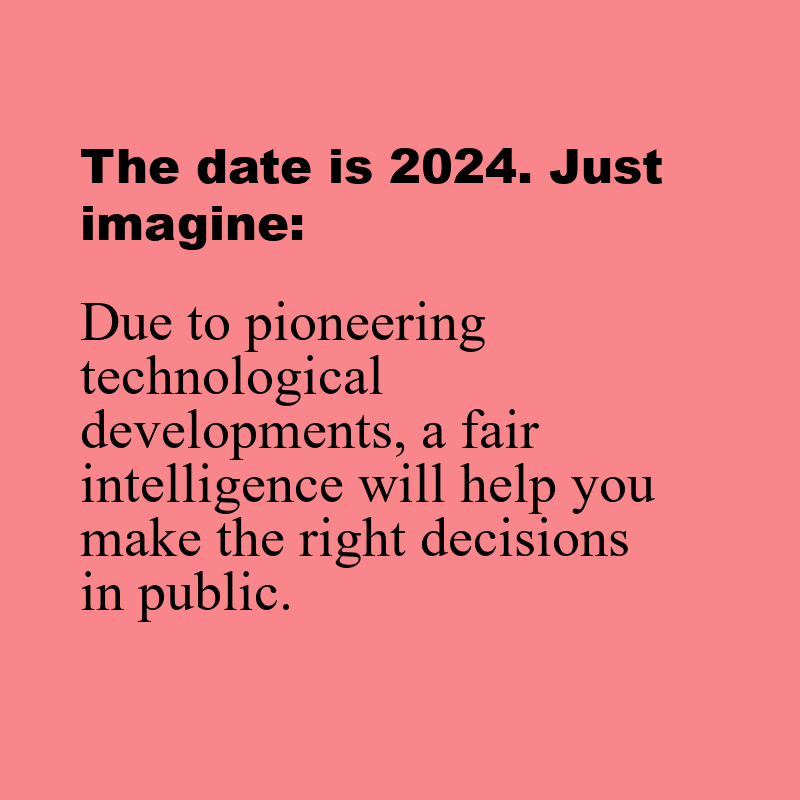 The date is 2024. Just
imagine:
Due to pioneering
technological
developments, a fair
intelligence will help you
make the right decisions
in public.